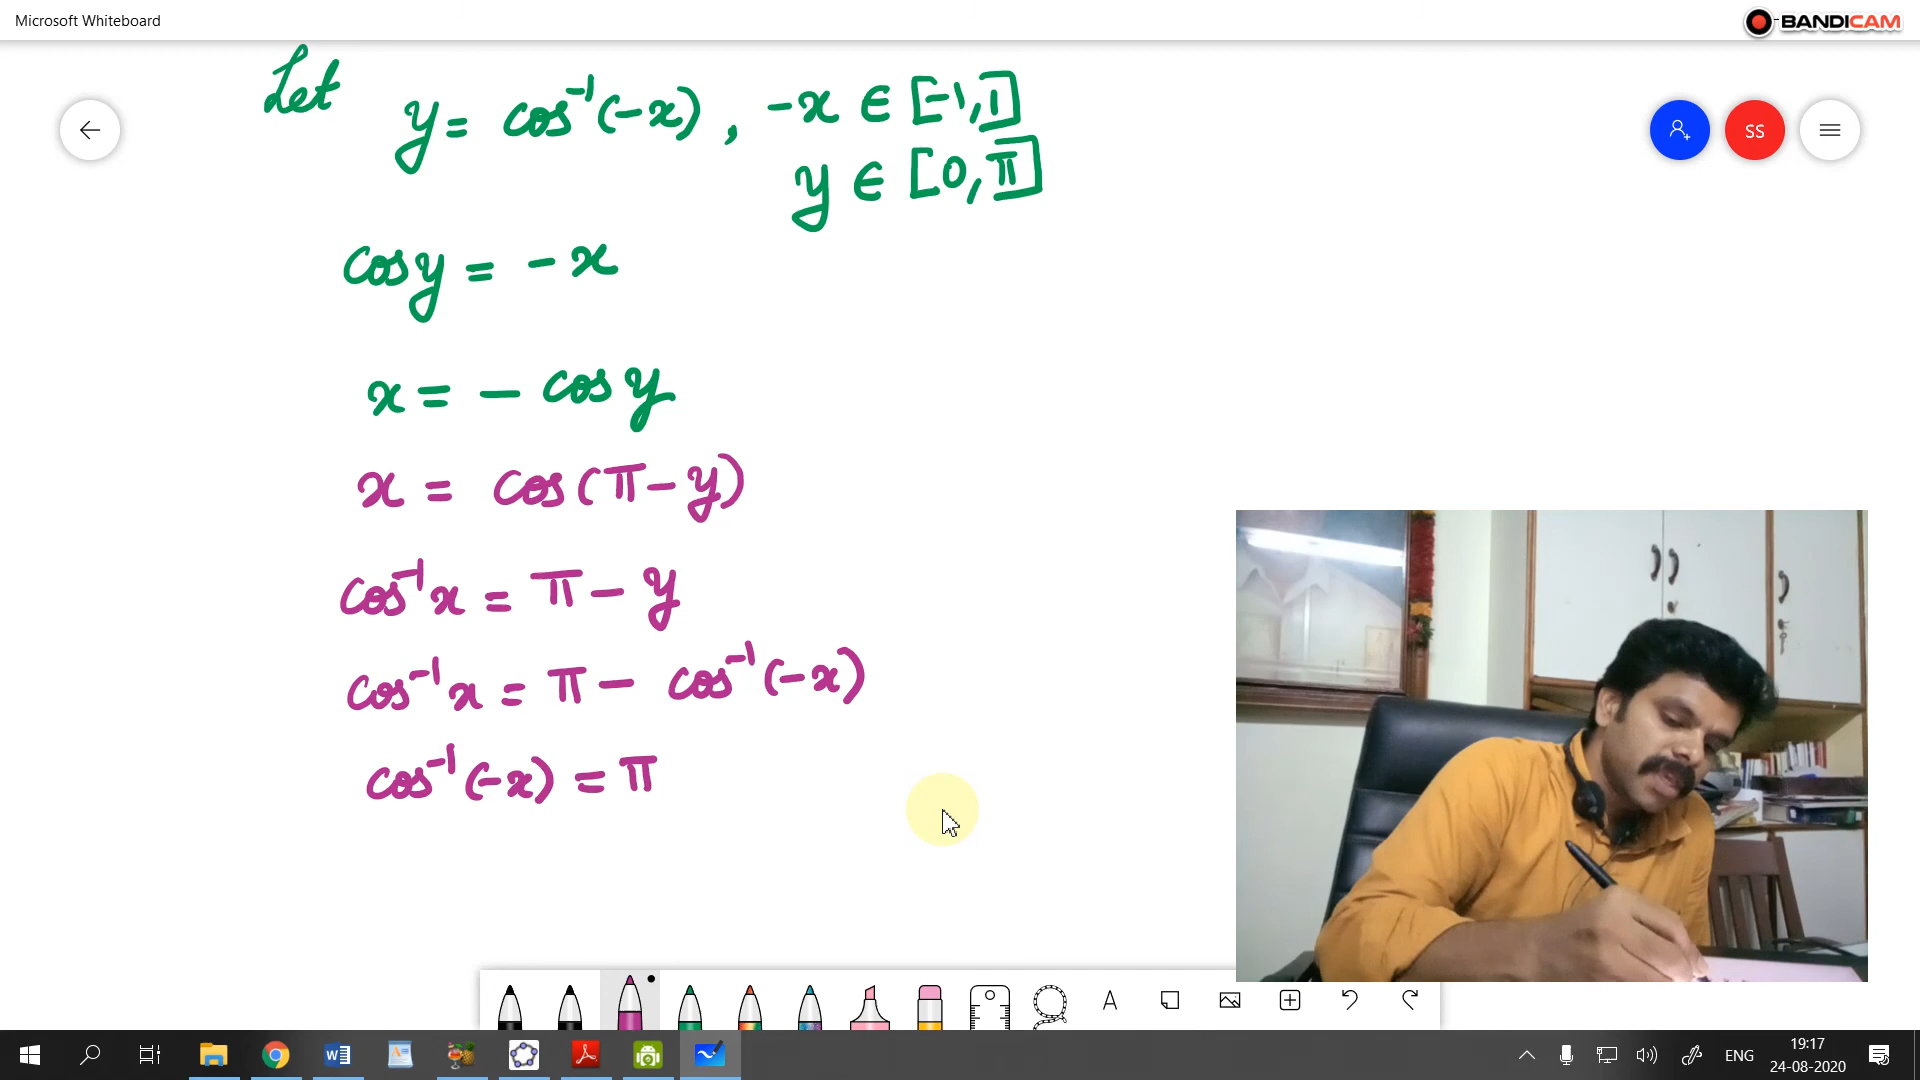 Microsoft Whiteboard
BANDICAM
Let y = cos⁻¹(-x), -x ∈ [-1, 1]
y ∈ [0, π]
cos y = -x
x = - cos y
x = cos(π - y)
cos⁻¹x = π - y
cos⁻¹x = π - cos⁻¹(-x)
cos⁻¹(-x) = π
SS
ENG
19:17
24-08-2020